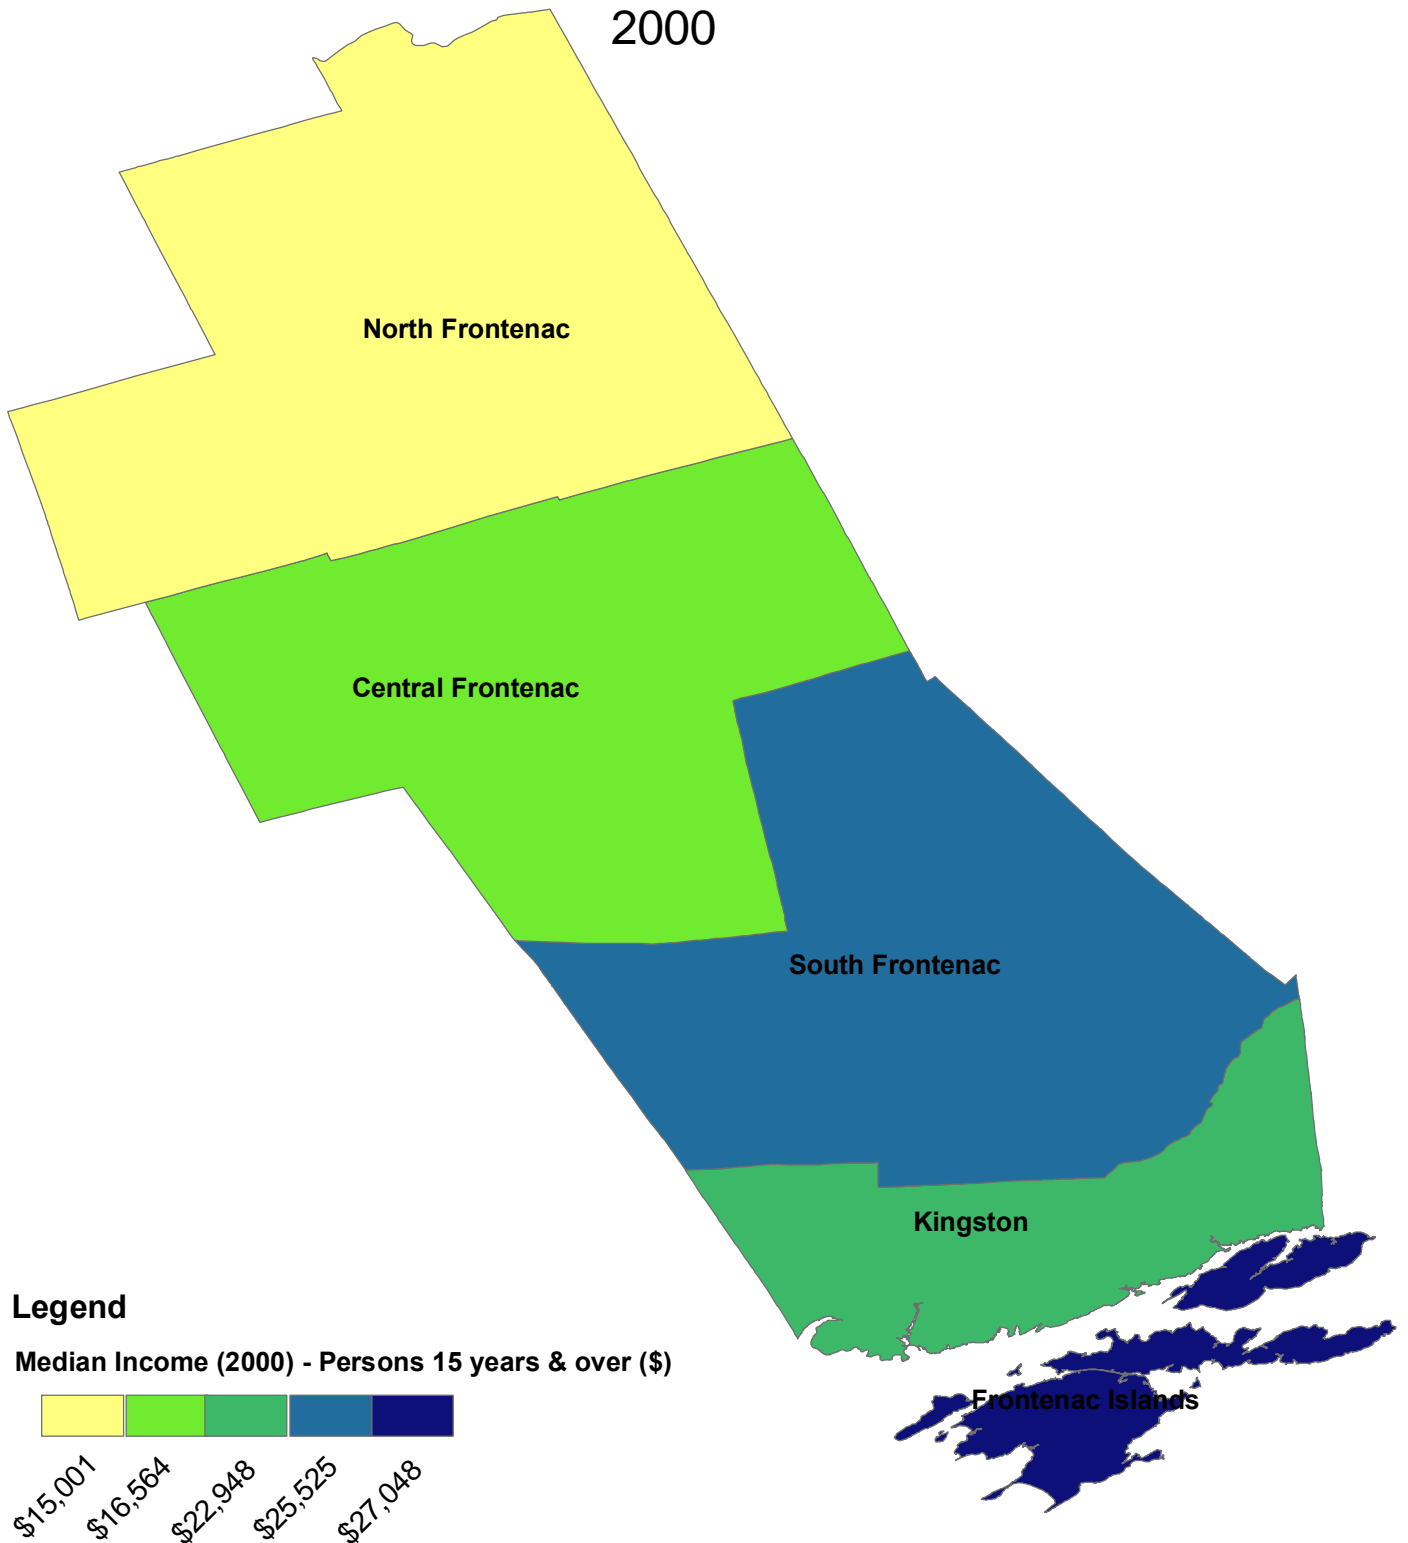 2000
North Frontenac
Central Frontenac
South Frontenac
Kingston
Frontenac Islands
Legend
Median Income (2000) - Persons 15 years & over ($)
$15,001
$16,564
$22,948
$25,525
$27,048